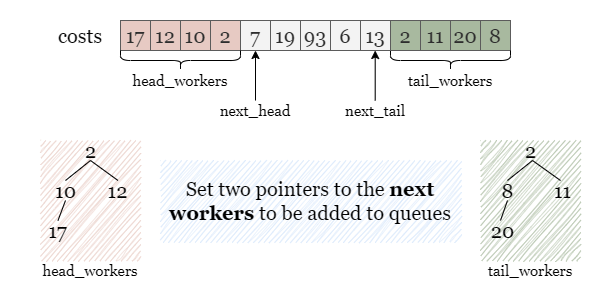 costs 17 12 10 2 7 19 93 6 13 2 11 20 8
head_workers tail_workers
next_head next_tail
2 2
10 12 8 11
17 20
Set two pointers to the next
workers to be added to queues
head_workers tail_workers